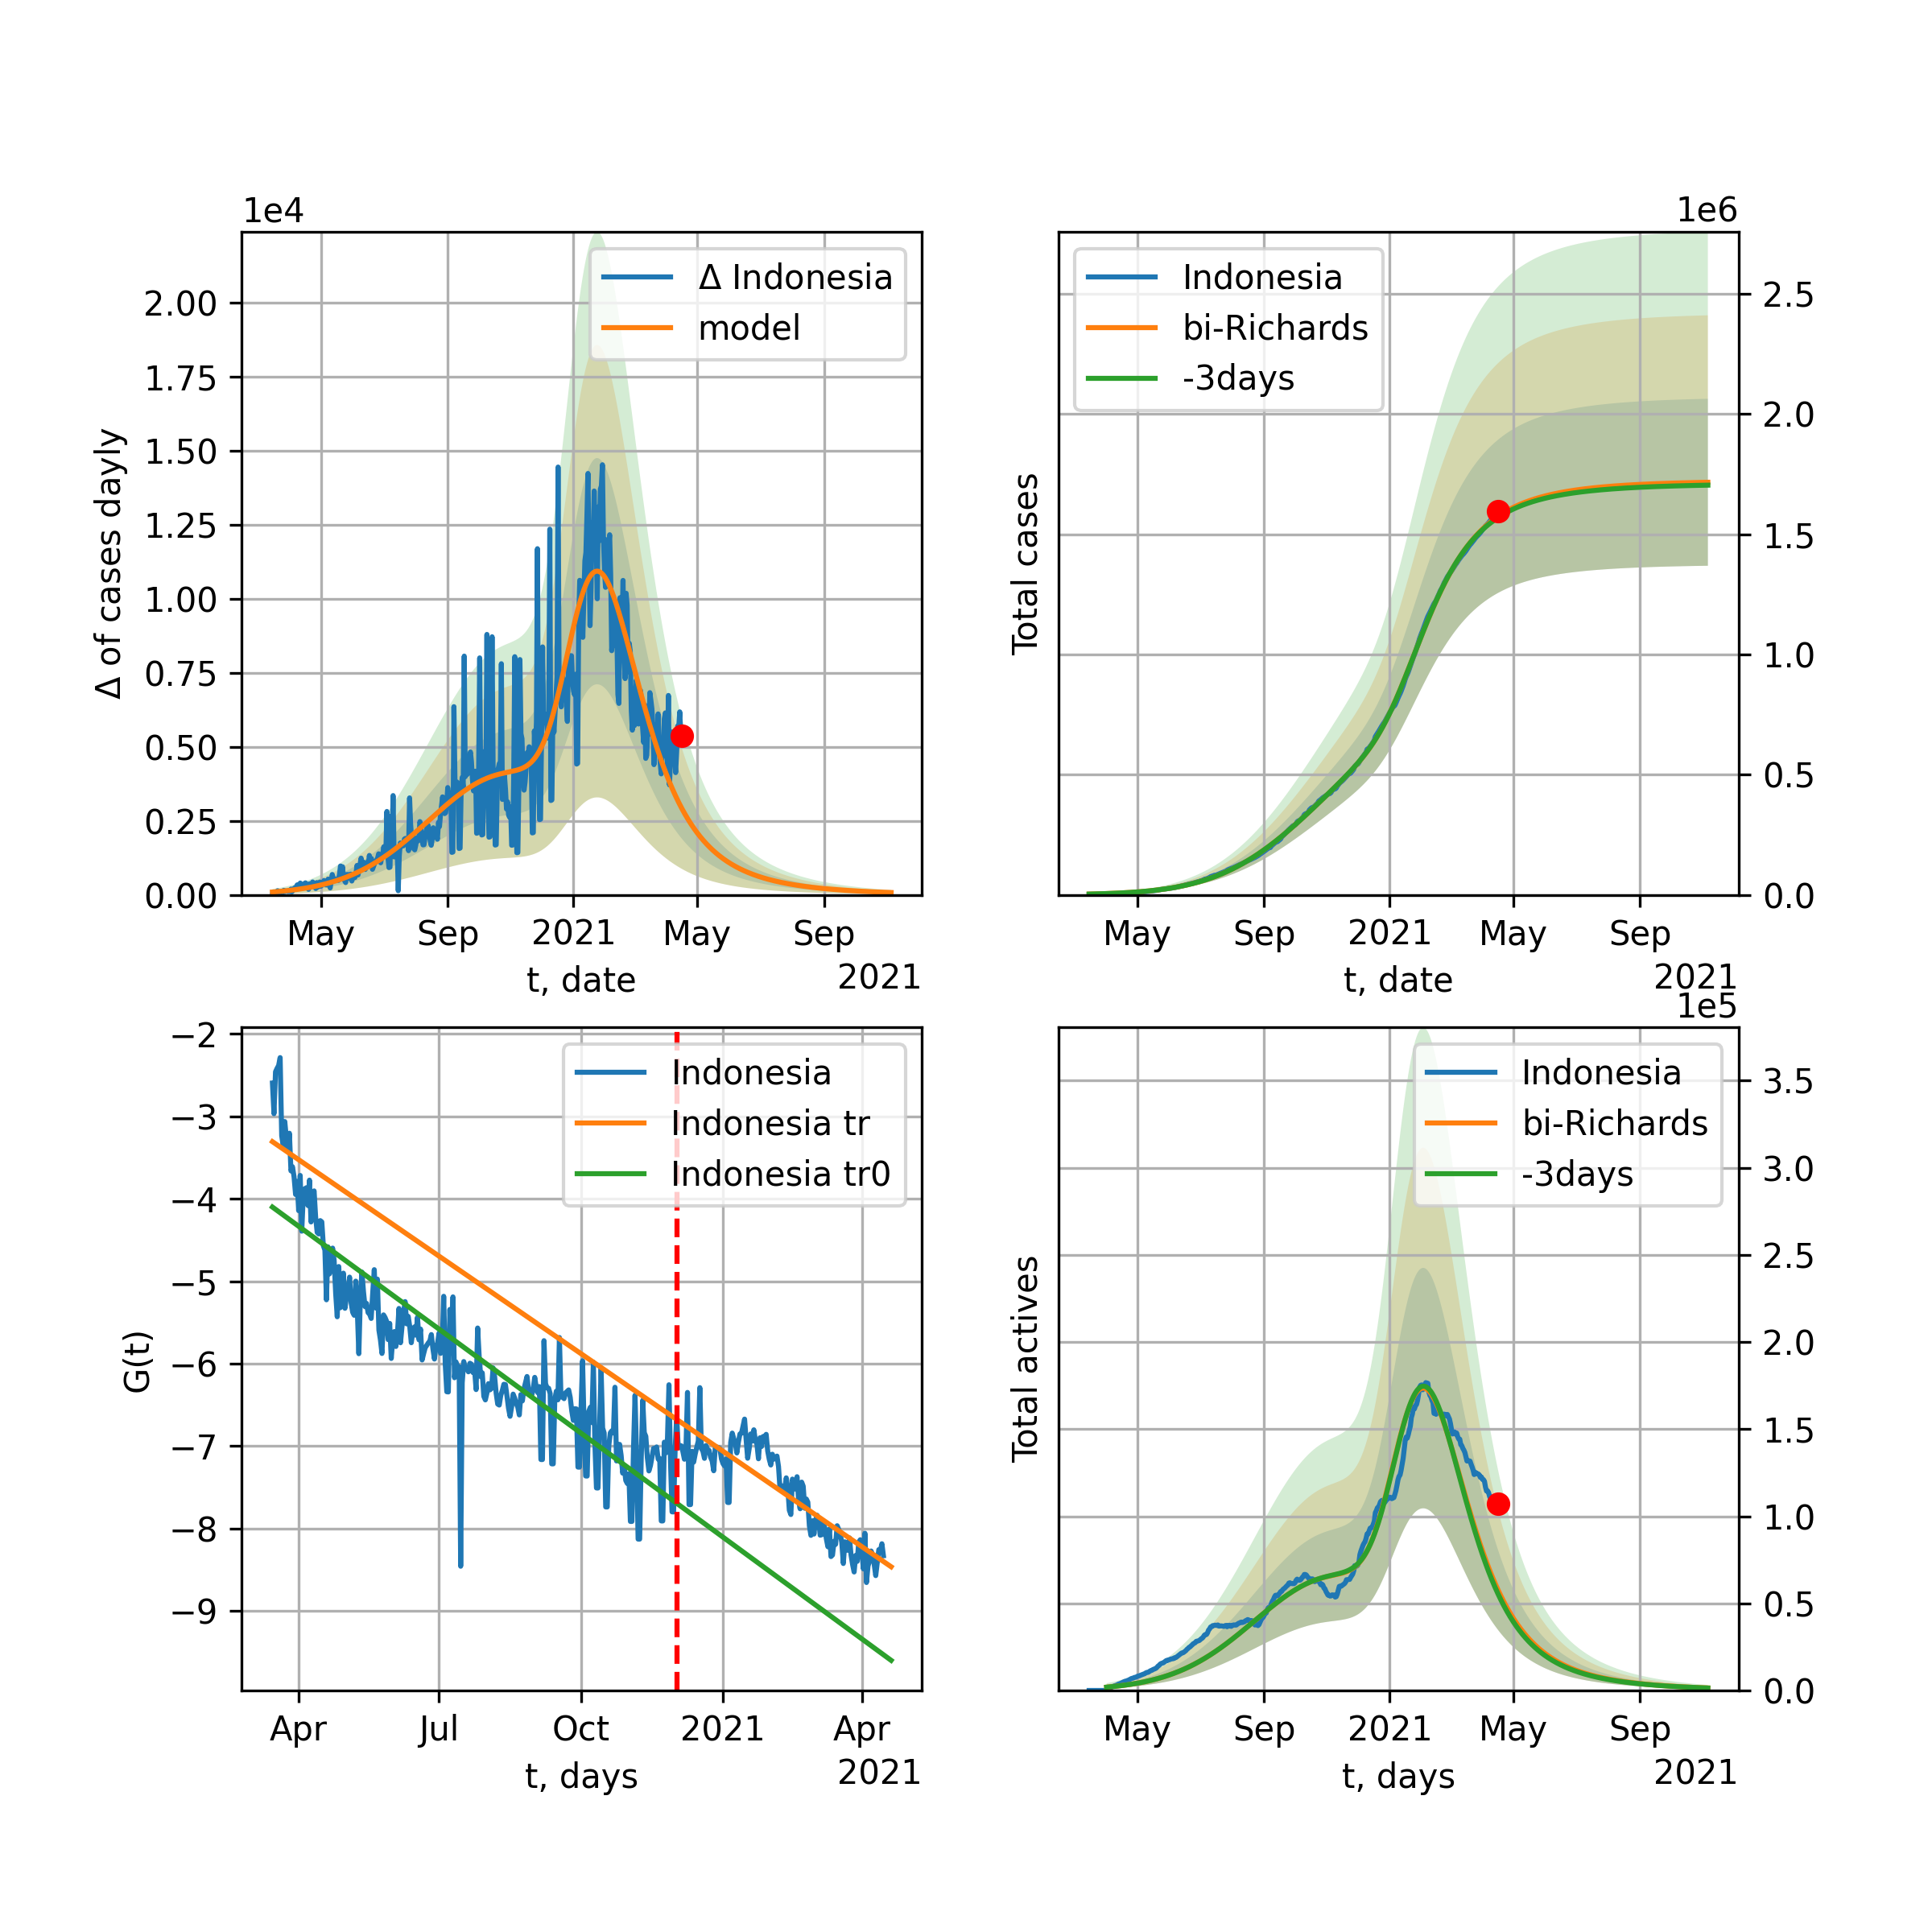 1e4
Δ of cases dayly
2.00
1.75
1.50
1.25
1.00
0.75
0.50
0.25
0.00
Δ Indonesia
model
May Sep 2021 May Sep
t, date
2021
1e6
Total cases
Indonesia
bi-Richards
-3days
2.5
2.0
1.5
1.0
0.5
0.0
May Sep 2021 May Sep
t, date
2021
G(t)
−2
−3
−4
−5
−6
−7
−8
−9
Indonesia
Indonesia tr
Indonesia tr0
Apr Jul Oct 2021 Apr
t, days
2021
1e5
Total actives
Indonesia
bi-Richards
-3days
3.5
3.0
2.5
2.0
1.5
1.0
0.5
0.0
May Sep 2021 May Sep
t, days
2021